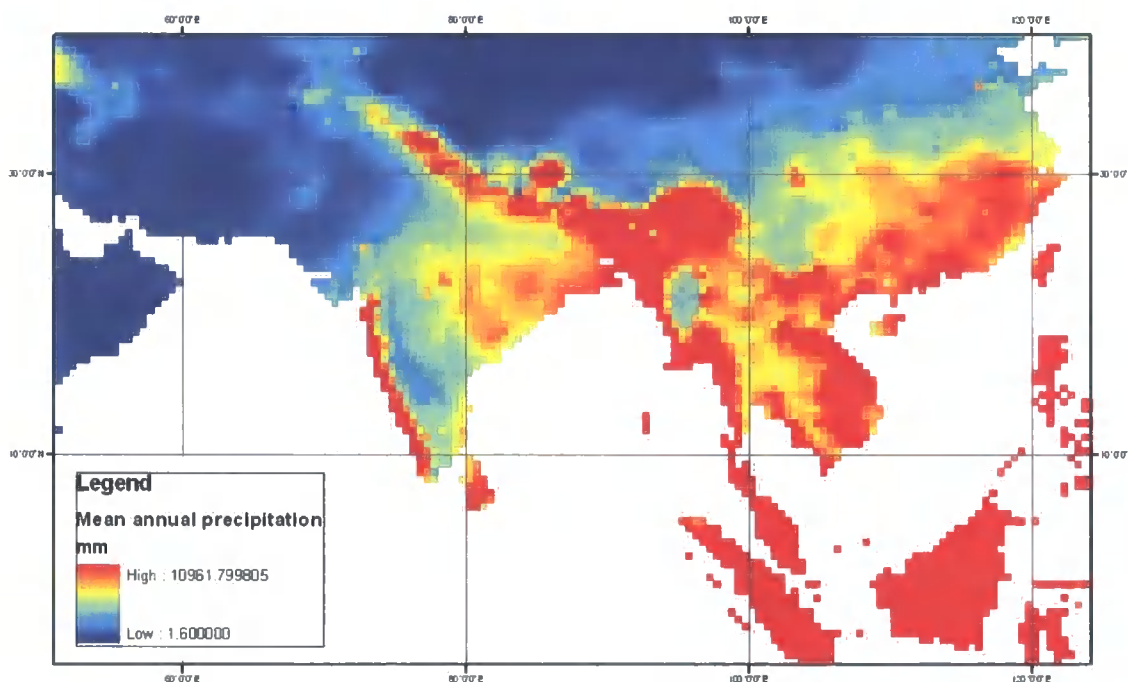 60°0'0"E 80°0'0"E 100°0'0"E 120°0'0"E
30°0'0"N 30°0'0"N
10°0'0"N 10°0'0"N
Legend
Mean annual precipitation
mm
High : 10961.799805
Low : 1.600000
60°0'0"E 80°0'0"E 100°0'0"E 120°0'0"E